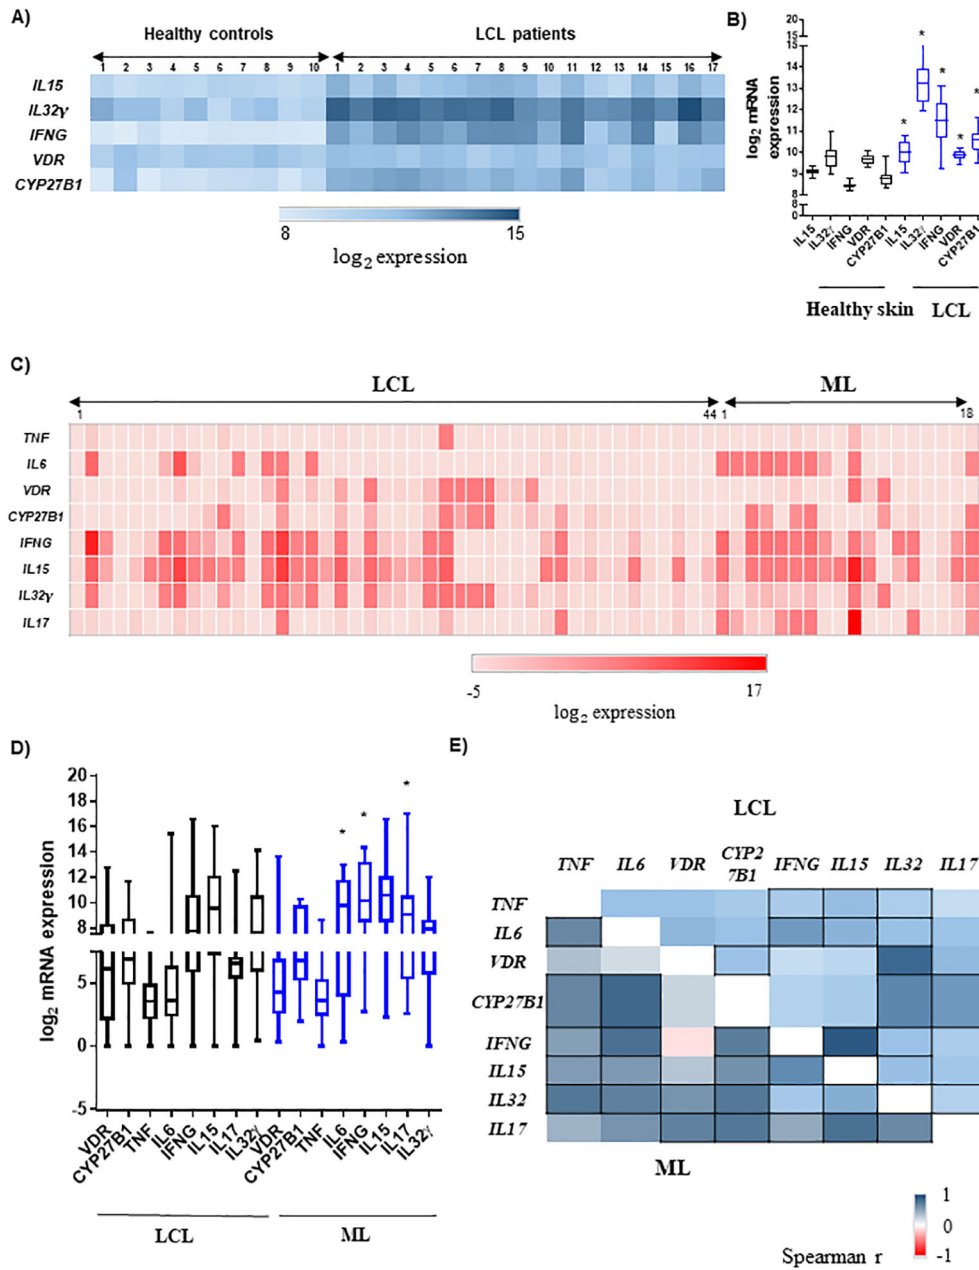 A)
Healthy controls LCL patients
1 2 3 4 5 6 7 8 9 10 1 2 3 4 5 6 7 8 9 10 11 12 13 14 15 16 17
IL15
IL32γ
IFNG
VDR
CYP27B1
8 15
log2 expression
B)
log2 mRNA
expression
20
15
15
14
13
12
11
10
9
8
8
0
IL15
IL32γ
IFNG
VDR
CYP27B1
IL15
IL32γ
IFNG
VDR
CYP27B1
* * * * *
Healthy skin LCL
C)
LCL ML
1 44 1 18
TNF
IL6
VDR
CYP27B1
IFNG
IL15
IL32γ
IL17
-5 17
log2 expression
D)
log2 mRNA expression
20
18
16
14
12
10
8
5
0
-5
* * *
VDR
CYP27B1
TNF
IL6
IFNG
IL15
IL17
IL32γ
VDR
CYP27B1
TNF
IL6
IFNG
IL15
IL17
IL32γ
LCL ML
E)
LCL
TNF IL6 VDR CYP2
7B1 IFNG IL15 IL32 IL17
TNF
IL6
VDR
CYP27B1
IFNG
IL15
IL32
IL17
ML
1
0
-1
Spearman r